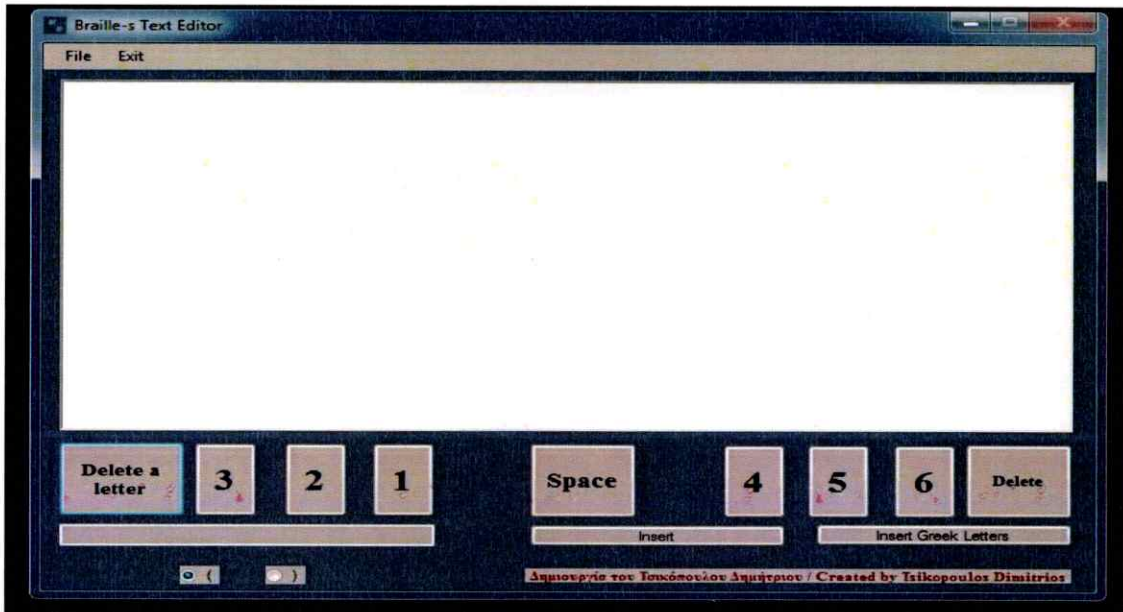 Braille-s Text Editor
File Exit
Delete a letter 3 2 1 Space 4 5 6 Delete
Insert Insert Greek Letters
( )
Δημιουργία του Τσικόπουλου Δημήτριου / Created by Tsikopoulos Dimitrios